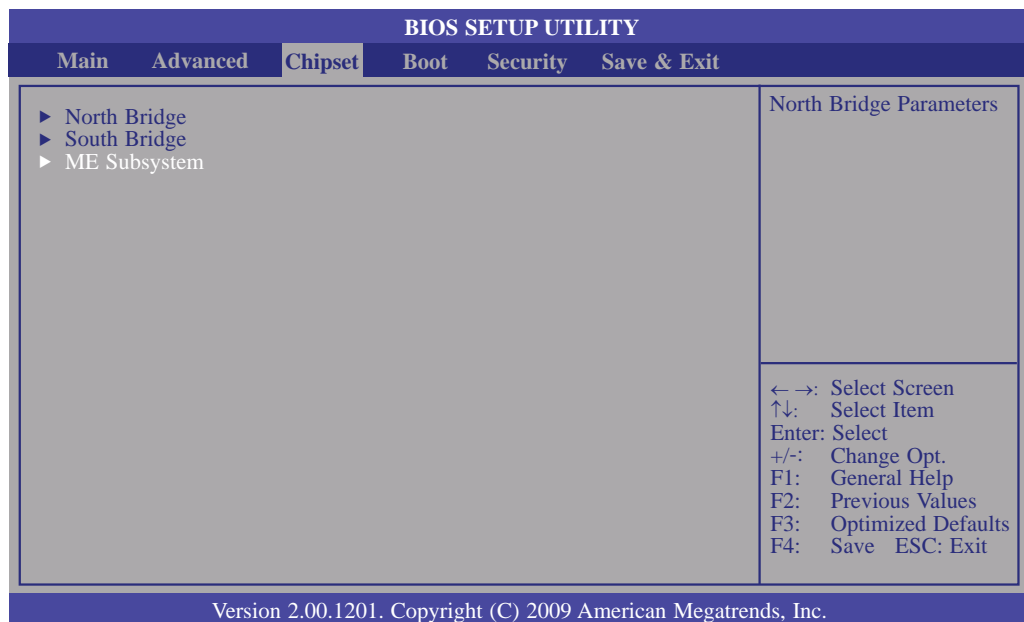 BIOS SETUP UTILITY
Main Advanced Chipset Boot Security Save & Exit
► North Bridge
► South Bridge
► ME Subsystem
North Bridge Parameters
← →: Select Screen
↑↓: Select Item
Enter: Select
+/-: Change Opt.
F1: General Help
F2: Previous Values
F3: Optimized Defaults
F4: Save ESC: Exit
Version 2.00.1201. Copyright (C) 2009 American Megatrends, Inc.